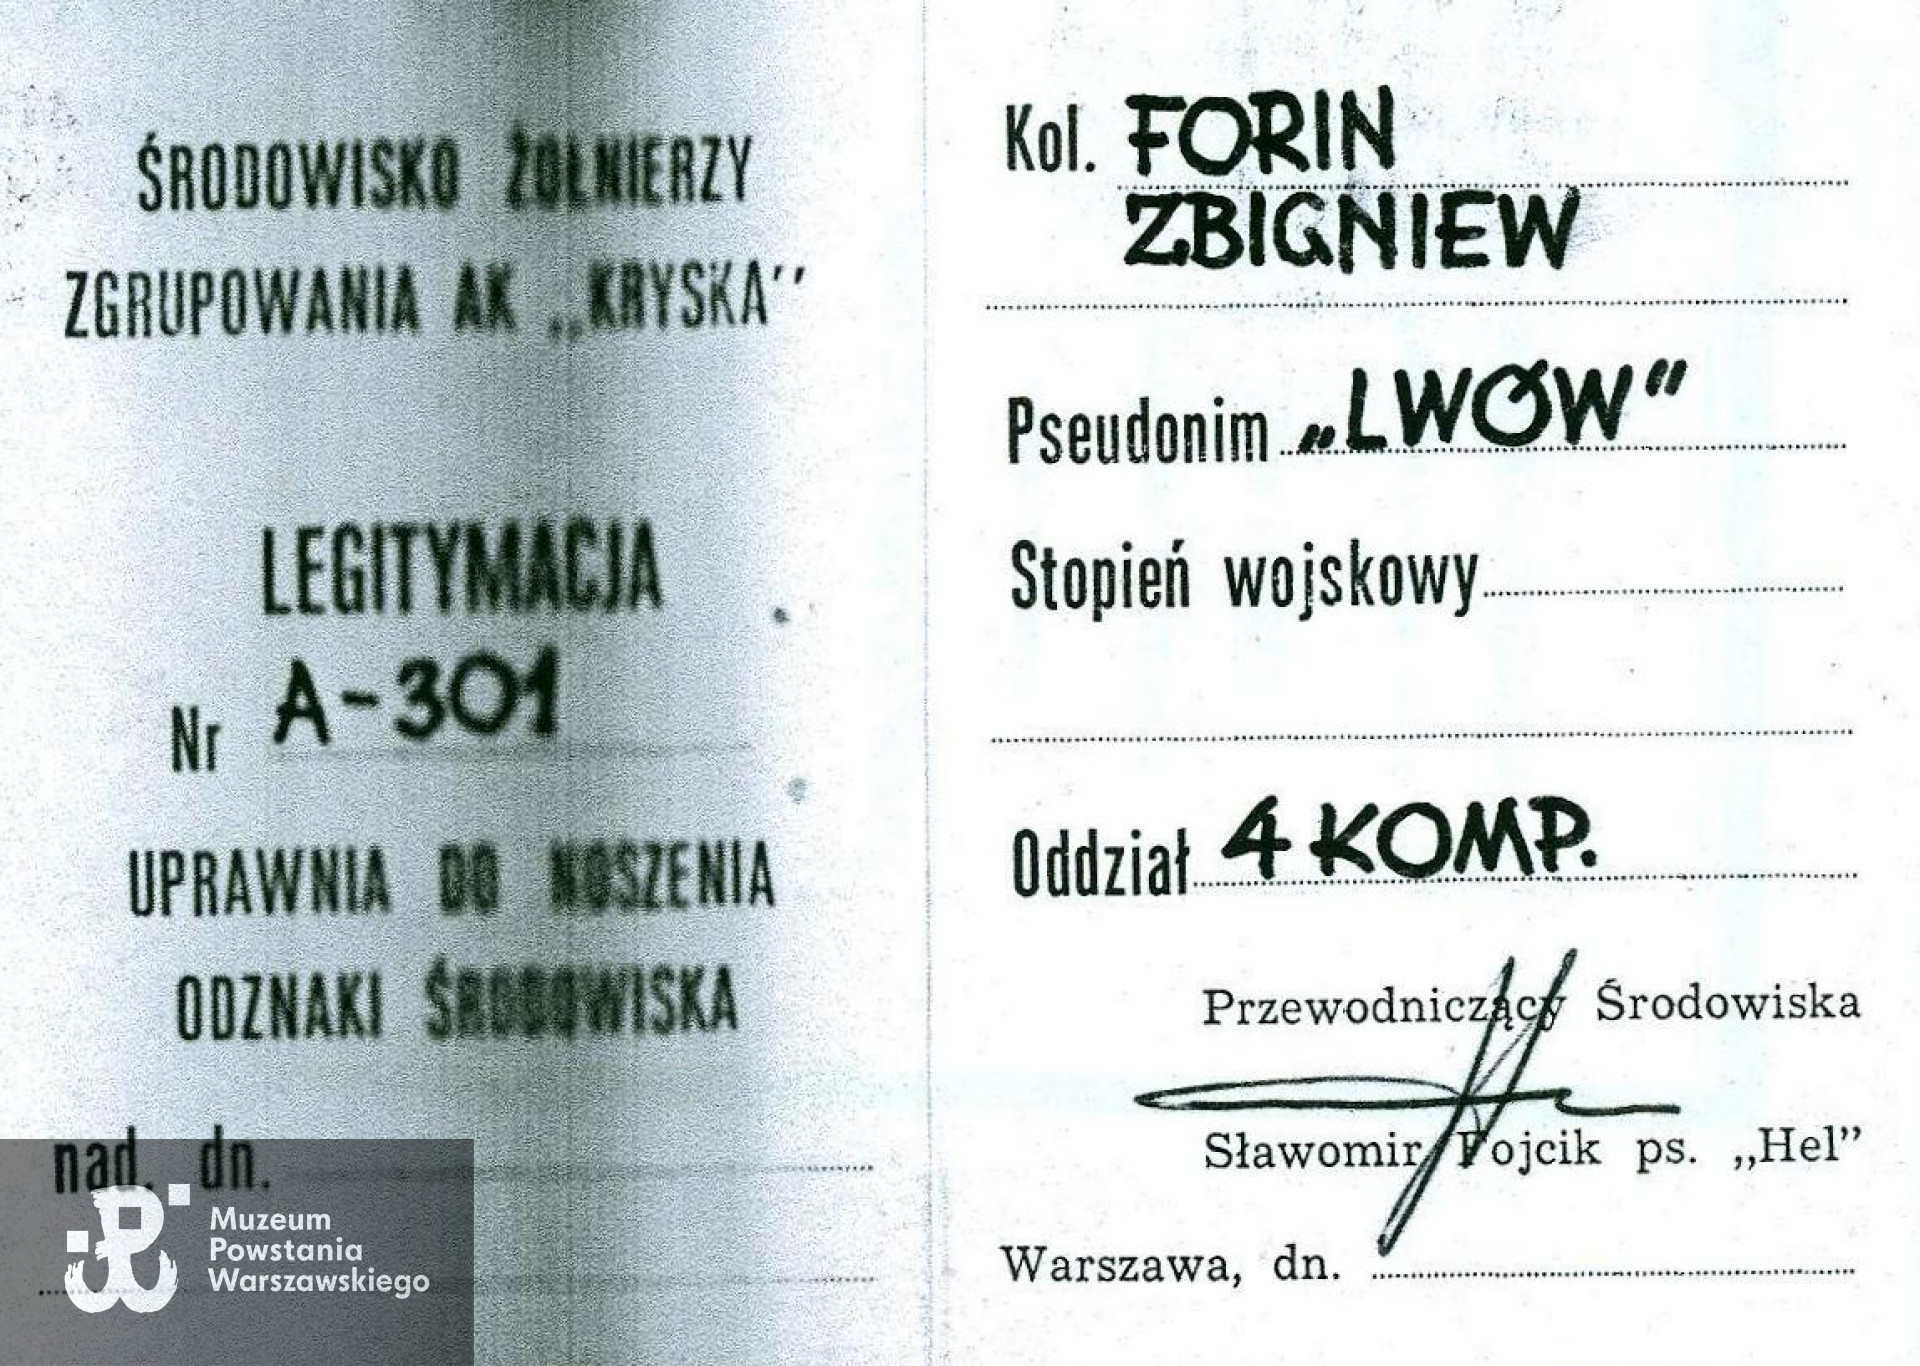 ŚRODOWISKO ŻOŁNIERZY
ZGRUPOWANIA AK „KRYSKA”
LEGITYMACJA
Nr A-301
UPRAWNIA DO NOSZENIA
ODZNAKI ŚRODOWISKA
nad. dn.
Muzeum
Powstania
Warszawskiego
Kol. FORIN
ZBIGNIEW
Pseudonim „LWÓW”
Stopień wojskowy
Oddział 4 KOMP.
Przewodniczący Środowiska
Sławomir Fojcik ps. „Hel”
Warszawa, dn.